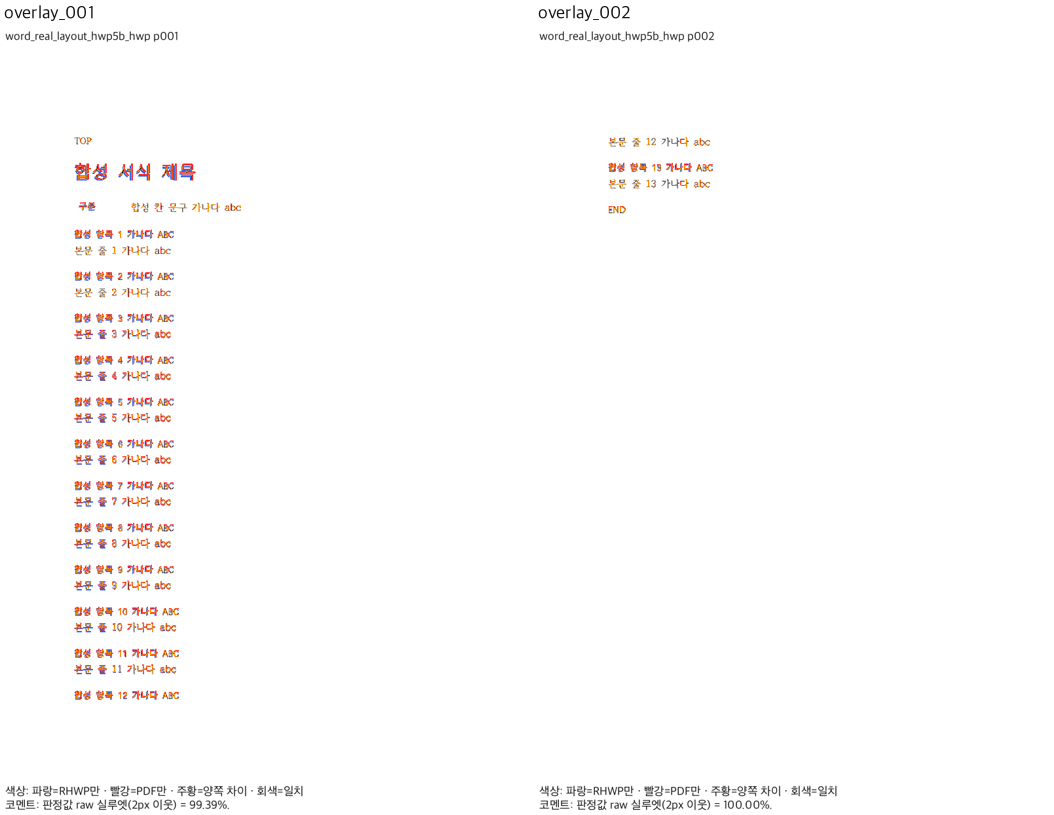 overlay_001
word_real_layout_hwp5b_hwp p001
TOP
합성 서식 제목
구분 합성 칸 문구 가나다 abc
합성 항목 1 가나다 ABC
본문 줄 1 가나다 abc
합성 항목 2 가나다 ABC
본문 줄 2 가나다 abc
합성 항목 3 가나다 ABC
본문 줄 3 가나다 abc
합성 항목 4 가나다 ABC
본문 줄 4 가나다 abc
합성 항목 5 가나다 ABC
본문 줄 5 가나다 abc
합성 항목 6 가나다 ABC
본문 줄 6 가나다 abc
합성 항목 7 가나다 ABC
본문 줄 7 가나다 abc
합성 항목 8 가나다 ABC
본문 줄 8 가나다 abc
합성 항목 9 가나다 ABC
본문 줄 9 가나다 abc
합성 항목 10 가나다 ABC
본문 줄 10 가나다 abc
합성 항목 11 가나다 ABC
본문 줄 11 가나다 abc
합성 항목 12 가나다 ABC
색상: 파랑=RHWP만 · 빨강=PDF만 · 주황=양쪽 차이 · 회색=일치
코멘트: 판정값 raw 실루엣(2px 이웃) = 99.39%.
overlay_002
word_real_layout_hwp5b_hwp p002
본문 줄 12 가나다 abc
합성 항목 13 가나다 ABC
본문 줄 13 가나다 abc
END
색상: 파랑=RHWP만 · 빨강=PDF만 · 주황=양쪽 차이 · 회색=일치
코멘트: 판정값 raw 실루엣(2px 이웃) = 100.00%.